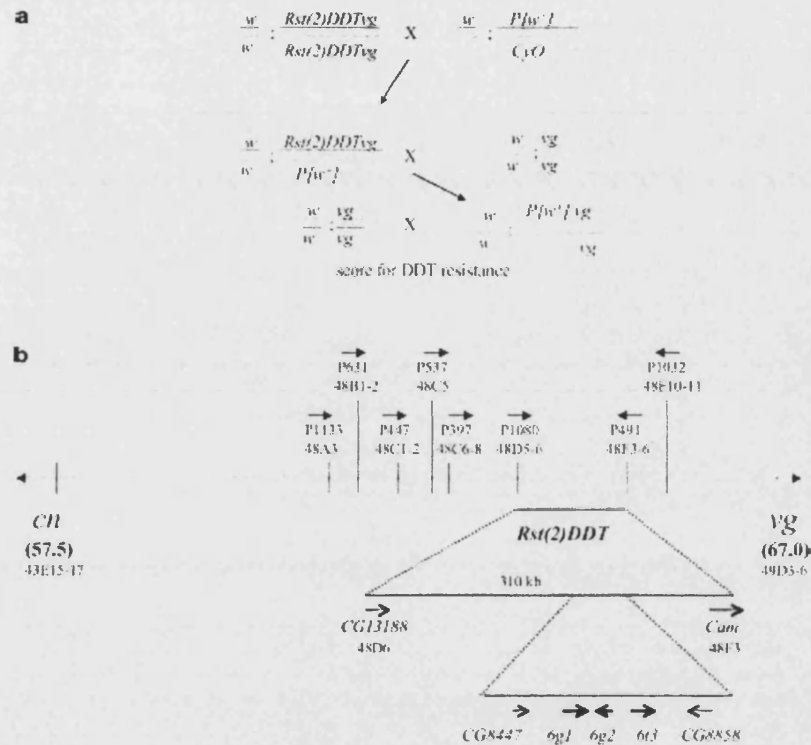 a
w Rst(2)DDTvg X w P[w+]
w ; Rst(2)DDTvg w ; CyO
w Rst(2)DDTvg X w vg
w ; P[w+] w ; vg
w vg X w P[w+] vg
w ; vg w ; vg
score for DDT resistance
b
P631 P537 P1032
48B1-2 48C5 48E10-11
P1133 P447 P397 P1080 P491
48A3 48C1-2 48C6-8 48D5-6 48F3-6
cn vg
(57.5) Rst(2)DDT (67.0)
43E15-17 49D3-6
310 kb
CG13188 Cam
48D6 48F3
CG8447 6g1 6g2 6t3 CG8858